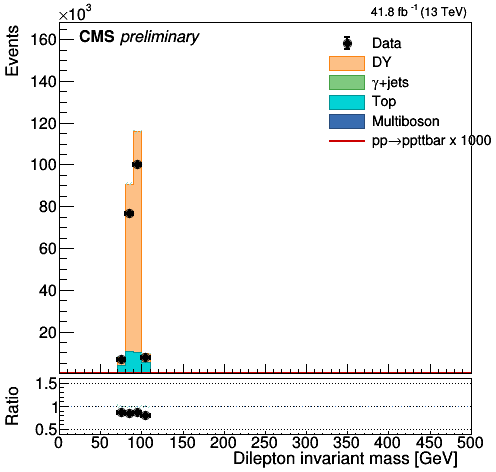 ×10³
41.8 fb⁻¹ (13 TeV)
Events
CMS preliminary
160
140
120
100
80
60
40
20
Data
DY
γ+jets
Top
Multiboson
pp→ppttbar x 1000
Ratio
1.5
1
0.5
0 50 100 150 200 250 300 350 400 450 500
Dilepton invariant mass [GeV]